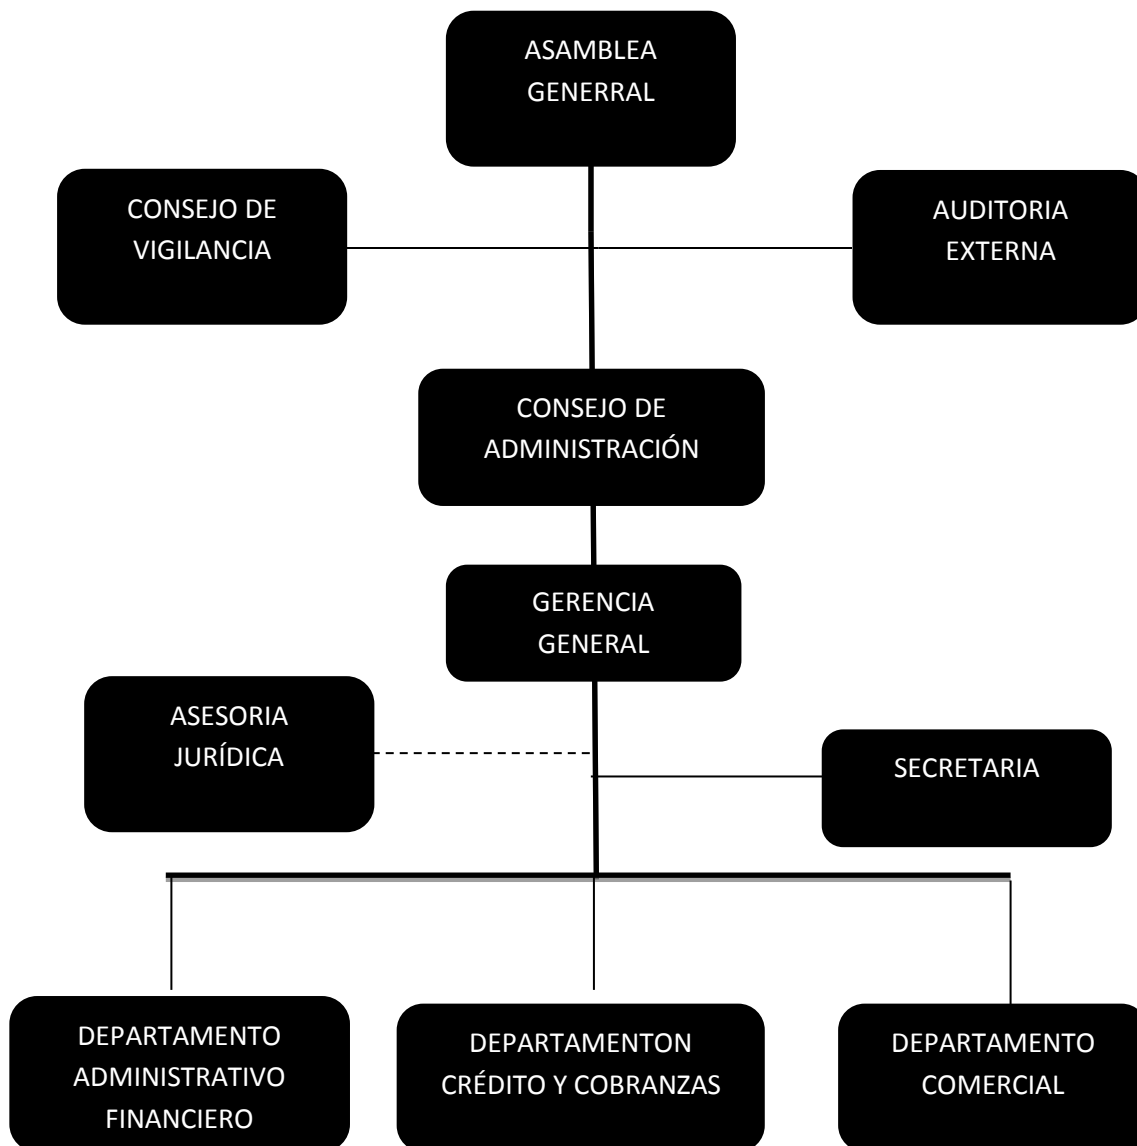 ASAMBLEA
GENERRAL
CONSEJO DE
VIGILANCIA
AUDITORIA
EXTERNA
CONSEJO DE
ADMINISTRACIÓN
GERENCIA
GENERAL
ASESORIA
JURÍDICA
SECRETARIA
DEPARTAMENTO
ADMINISTRATIVO
FINANCIERO
DEPARTAMENTON
CRÉDITO Y COBRANZAS
DEPARTAMENTO
COMERCIAL